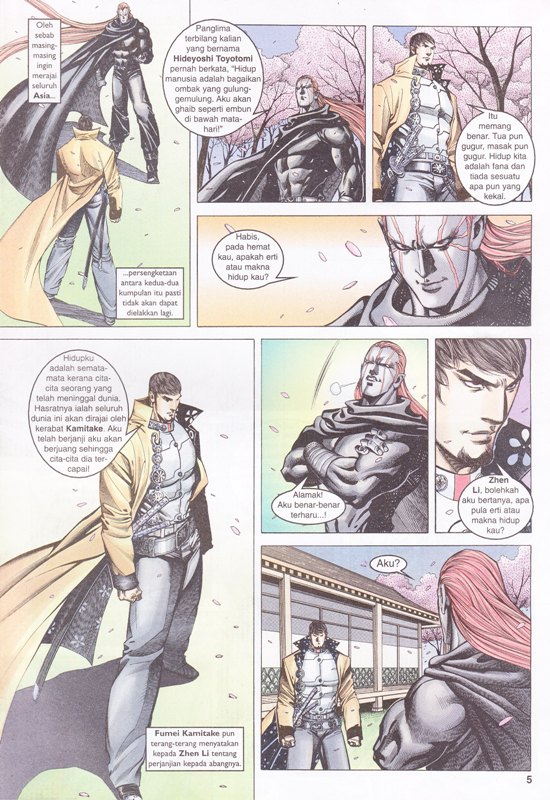 Oleh
sebab
masing-
masing
ingin
merajai
seluruh
Asia...
...persengketaan
antara kedua-dua
kumpulan itu pasti
tidak akan dapat
dielakkan lagi.
Panglima
terbilang kalian
yang bernama
Hideyoshi Toyotomi
pernah berkata, "Hidup
manusia adalah bagaikan
ombak yang gulung-
gemulung. Aku akan
ghaib seperti embun
di bawah mata-
hari!"
Itu
memang
benar. Tua pun
gugur, masak pun
gugur. Hidup kita
adalah fana dan
tiada sesuatu
apa pun yang
kekal.
Habis,
pada hemat
kau, apakah erti
atau makna
hidup kau?
Hidupku
adalah semata-
mata kerana cita-
cita seorang yang
telah meninggal dunia.
Hasratnya ialah seluruh
dunia ini akan dirajai oleh
kerabat Kamitake. Aku
telah berjanji aku akan
berjuang sehingga
cita-cita dia ter-
capai!
Fumei Kamitake pun
terang-terang menyatakan
kepada Zhen Li tentang
perjanjian kepada abangnya.
Alamak!
Aku benar-benar
terharu...!
Zhen
Li, bolehkah
aku bertanya, apa
pula erti atau
makna hidup
kau?
Aku?
5